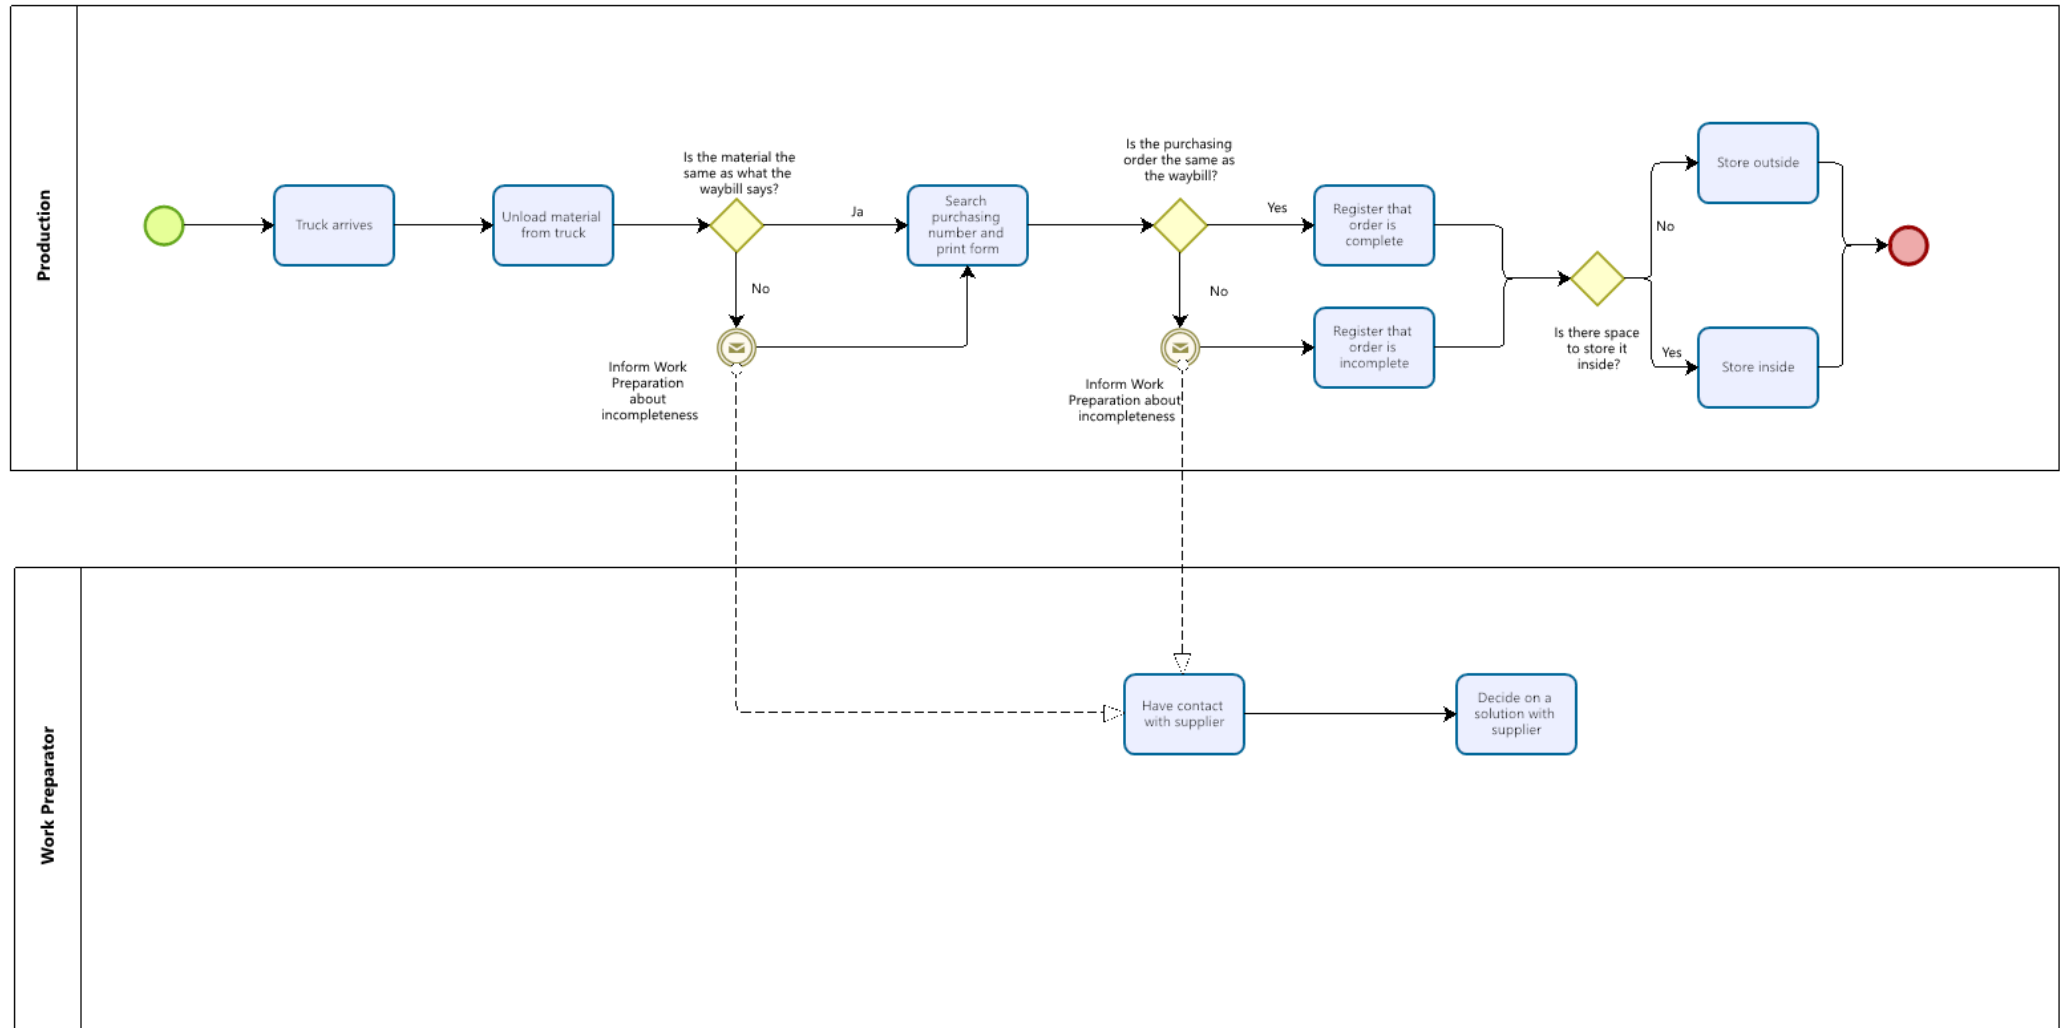 Production
Truck arrives
Unload material
from truck
Is the material the
same as what the
waybill says?
Ja
No
Inform Work
Preparation
about
incompleteness
Search
purchasing
number and
print form
Is the purchasing
order the same as
the waybill?
Yes
No
Inform Work
Preparation about
incompleteness
Register that
order is
complete
Register that
order is
incomplete
Is there space
to store it
inside?
No
Yes
Store outside
Store inside
Work Preparator
Have contact
with supplier
Decide on a
solution with
supplier